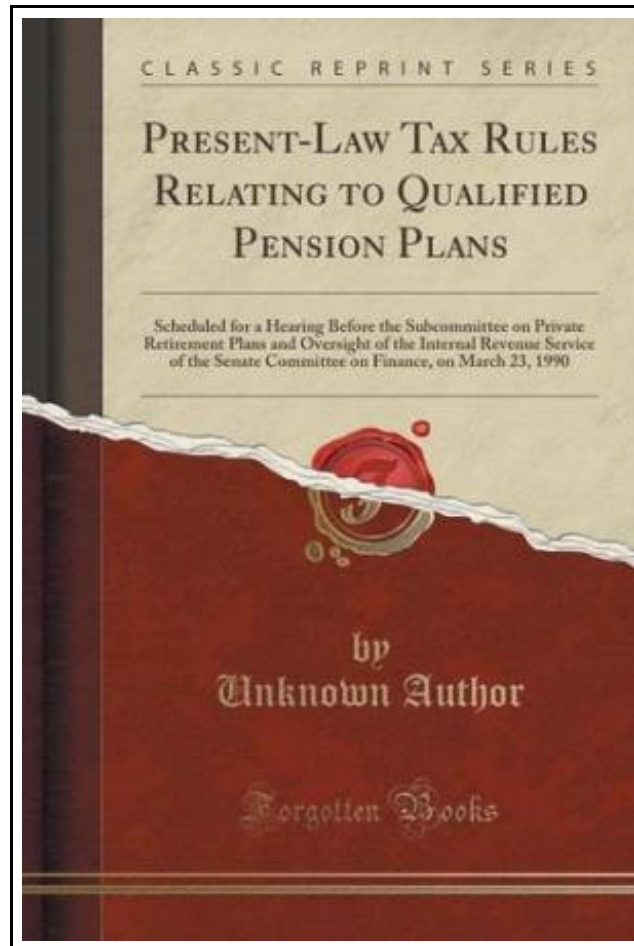 CLASSIC REPRINT SERIES
PRESENT-LAW TAX RULES
RELATING TO QUALIFIED
PENSION PLANS
Scheduled for a Hearing Before the Subcommittee on Private
Retirement Plans and Oversight of the Internal Revenue Service
of the Senate Committee on Finance, on March 23, 1990
by
Unknown Author
Forgotten Books